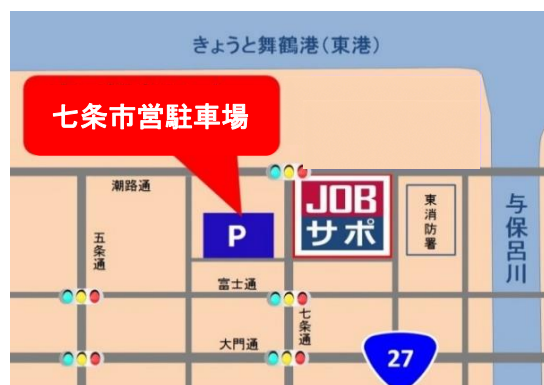 きょうと舞鶴港(東港)
七条市営駐車場
潮路通
JOB
サポ
東消防署
与保呂川
P
五条通
富士通
七条通
大門通
27